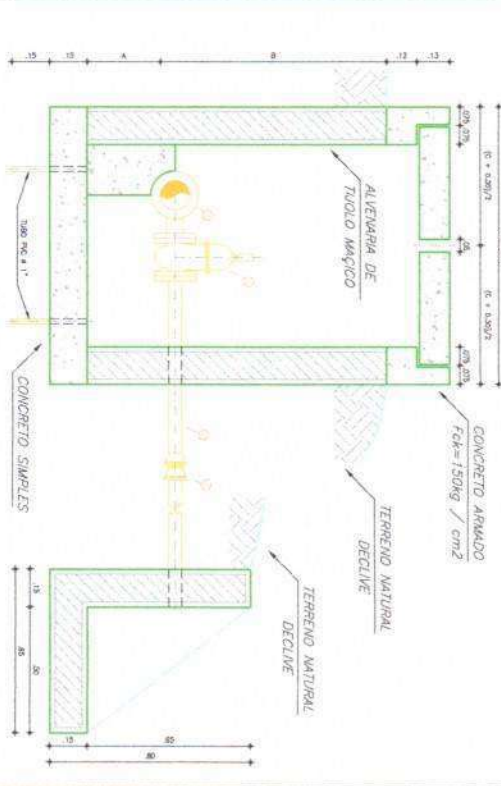 .15
.15
A
B
.12
.13
(C + 0.30)/2
(C + 0.30)/2
.075
.075
.05
.075
.075
ALVENARIA DE
TIJOLO MAÇICO
CONCRETO ARMADO
Fck=150kg / cm2
TERRENO NATURAL
DECLIVE
TERRENO NATURAL
DECLIVE
TUBO PVC ø 1"
CONCRETO SIMPLES
.15
.50
.65
.15
.65
.80